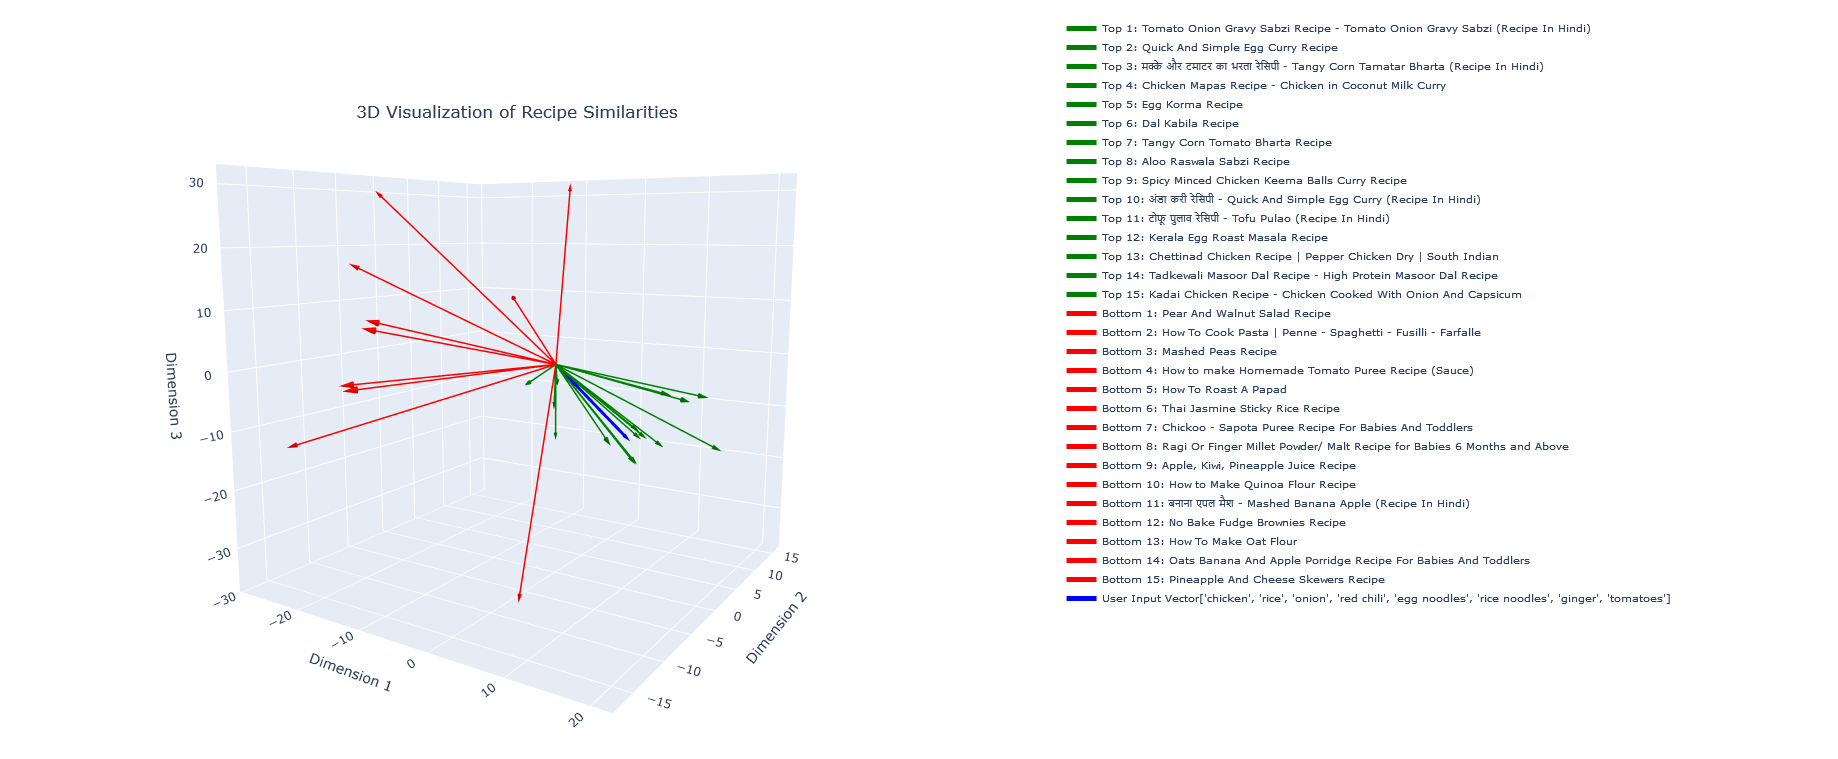 3D Visualization of Recipe Similarities
30
20
10
0
−10
−20
−30
Dimension 3
−30
−20
−10
0
10
20
Dimension 1
15
10
5
0
−5
−10
−15
Dimension 2
Top 1: Tomato Onion Gravy Sabzi Recipe - Tomato Onion Gravy Sabzi (Recipe In Hindi)
Top 2: Quick And Simple Egg Curry Recipe
Top 3: मक्के और टमाटर का भरता रेसिपी - Tangy Corn Tamatar Bharta (Recipe In Hindi)
Top 4: Chicken Mapas Recipe - Chicken in Coconut Milk Curry
Top 5: Egg Korma Recipe
Top 6: Dal Kabila Recipe
Top 7: Tangy Corn Tomato Bharta Recipe
Top 8: Aloo Raswala Sabzi Recipe
Top 9: Spicy Minced Chicken Keema Balls Curry Recipe
Top 10: अंडा करी रेसिपी - Quick And Simple Egg Curry (Recipe In Hindi)
Top 11: टोफू पुलाव रेसिपी - Tofu Pulao (Recipe In Hindi)
Top 12: Kerala Egg Roast Masala Recipe
Top 13: Chettinad Chicken Recipe | Pepper Chicken Dry | South Indian
Top 14: Tadkewali Masoor Dal Recipe - High Protein Masoor Dal Recipe
Top 15: Kadai Chicken Recipe - Chicken Cooked With Onion And Capsicum
Bottom 1: Pear And Walnut Salad Recipe
Bottom 2: How To Cook Pasta | Penne - Spaghetti - Fusilli - Farfalle
Bottom 3: Mashed Peas Recipe
Bottom 4: How to make Homemade Tomato Puree Recipe (Sauce)
Bottom 5: How To Roast A Papad
Bottom 6: Thai Jasmine Sticky Rice Recipe
Bottom 7: Chickoo - Sapota Puree Recipe For Babies And Toddlers
Bottom 8: Ragi Or Finger Millet Powder/ Malt Recipe for Babies 6 Months and Above
Bottom 9: Apple, Kiwi, Pineapple Juice Recipe
Bottom 10: How to Make Quinoa Flour Recipe
Bottom 11: बनाना एपल मैश - Mashed Banana Apple (Recipe In Hindi)
Bottom 12: No Bake Fudge Brownies Recipe
Bottom 13: How To Make Oat Flour
Bottom 14: Oats Banana And Apple Porridge Recipe For Babies And Toddlers
Bottom 15: Pineapple And Cheese Skewers Recipe
User Input Vector['chicken', 'rice', 'onion', 'red chili', 'egg noodles', 'rice noodles', 'ginger', 'tomatoes']